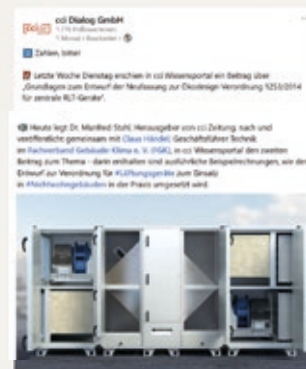 cci Dialog GmbH
1 Monat • Bearbeitet •
Zahlen, bitte!
Letzte Woche Dienstag erschien in cci Wissensportal ein Beitrag über
„Grundlagen zum Entwurf der Neufassung zur Ökodesign-Verordnung 1253/2014
für zentrale RLT-Geräte“.
Heute legt Dr. Manfred Stahl, Herausgeber von cci Zeitung, nach und
veröffentlicht gemeinsam mit Claus Händel, Geschäftsführer Technik
im Fachverband Gebäude-Klima e. V. (FGK), in cci Wissensportal den zweiten
Beitrag zum Thema – darin enthalten sind ausführliche Beispielrechnungen, wie der
Entwurf zur Verordnung für #Lüftungsgeräte zum Einsatz
in #Nichtwohngebäuden in der Praxis umgesetzt wird.